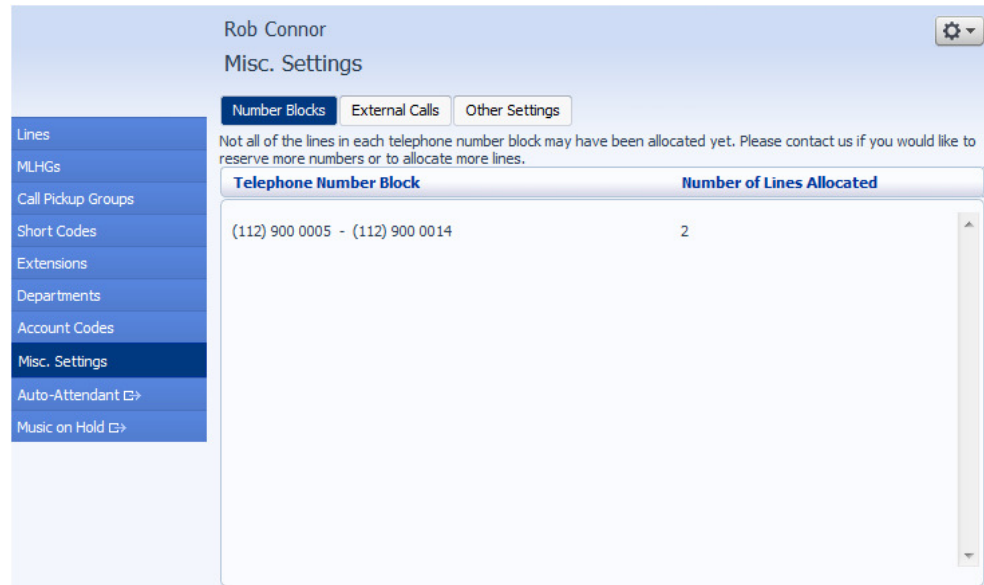 Rob Connor
Misc. Settings
Number Blocks External Calls Other Settings
Not all of the lines in each telephone number block may have been allocated yet. Please contact us if you would like to
reserve more numbers or to allocate more lines.
Telephone Number Block Number of Lines Allocated
(112) 900 0005 - (112) 900 0014 2
Lines
MLHGs
Call Pickup Groups
Short Codes
Extensions
Departments
Account Codes
Misc. Settings
Auto-Attendant
Music on Hold